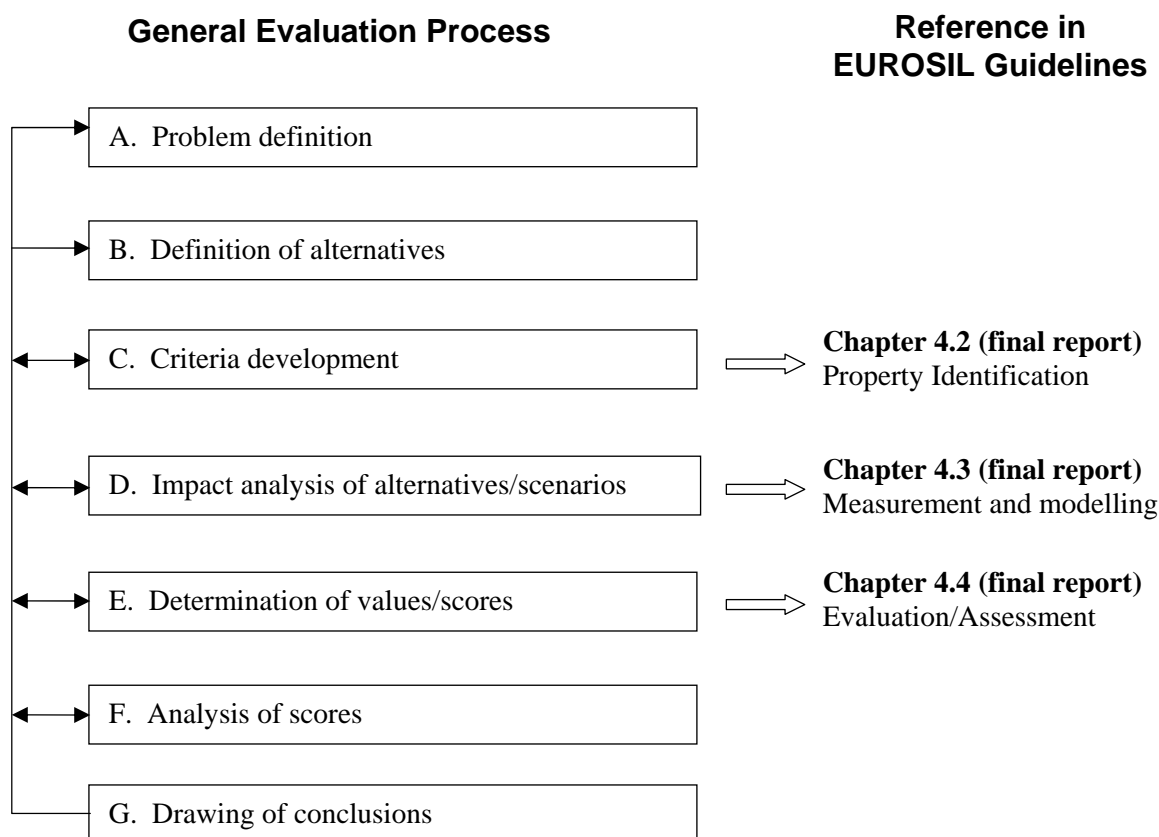 General Evaluation Process
Reference in
EUROSIL Guidelines
A. Problem definition
B. Definition of alternatives
C. Criteria development
Chapter 4.2 (final report)
Property Identification
D. Impact analysis of alternatives/scenarios
Chapter 4.3 (final report)
Measurement and modelling
E. Determination of values/scores
Chapter 4.4 (final report)
Evaluation/Assessment
F. Analysis of scores
G. Drawing of conclusions